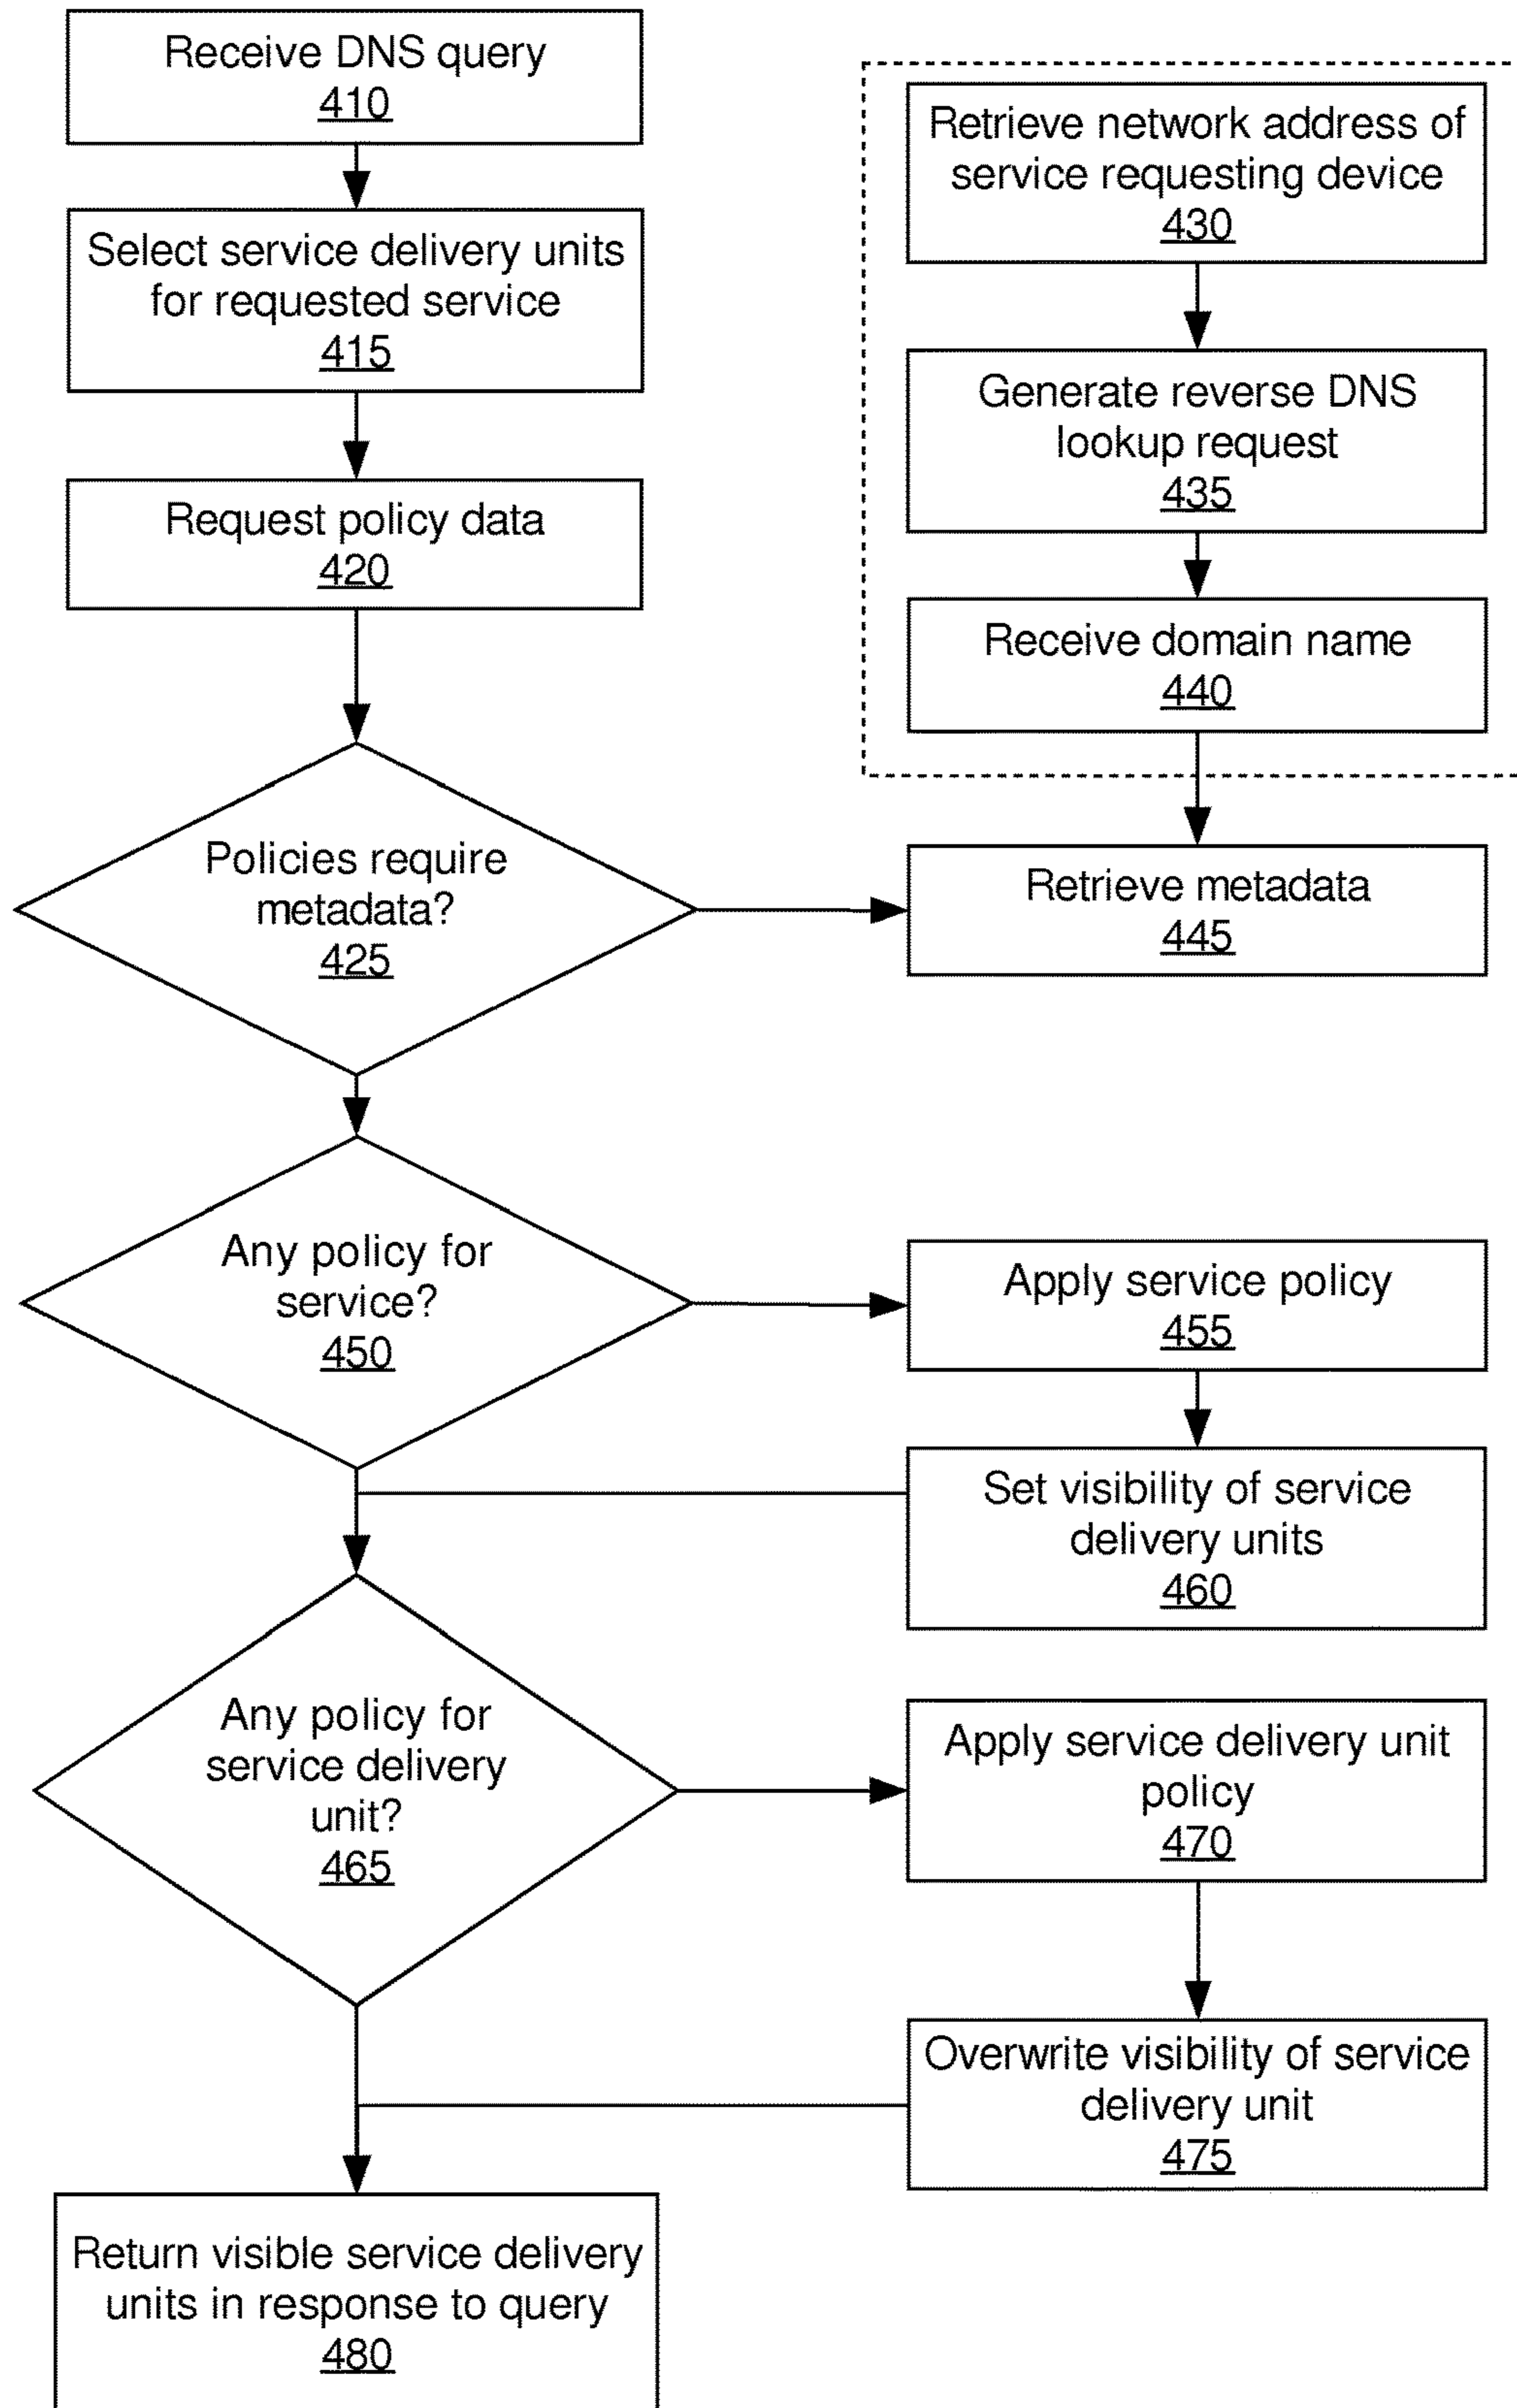 Receive DNS query
410
Select service delivery units
for requested service
415
Request policy data
420
Policies require
metadata?
425
Retrieve network address of
service requesting device
430
Generate reverse DNS
lookup request
435
Receive domain name
440
Retrieve metadata
445
Any policy for
service?
450
Apply service policy
455
Set visibility of service
delivery units
460
Any policy for
service delivery
unit?
465
Apply service delivery unit
policy
470
Overwrite visibility of service
delivery unit
475
Return visible service delivery
units in response to query
480